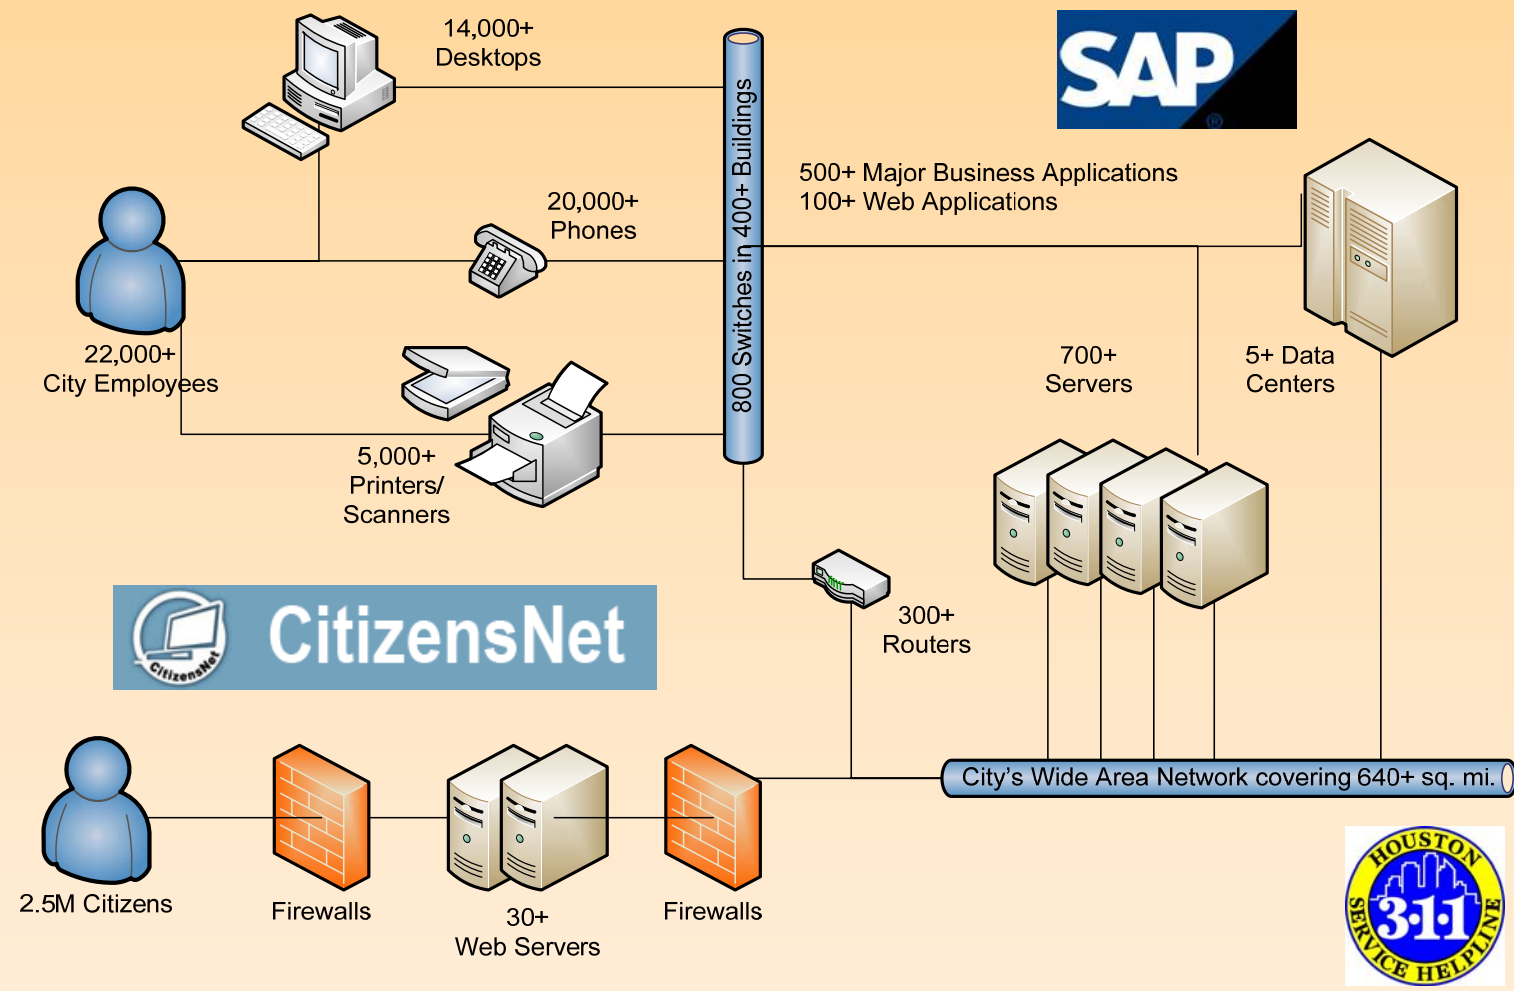 14,000+
Desktops
SAP
®
800 Switches in 400+ Buildings
500+ Major Business Applications
100+ Web Applications
20,000+
Phones
22,000+
City Employees
700+
Servers
5+ Data
Centers
5,000+
Printers/
Scanners
300+
Routers
CitizensNet
CitizensNet
City's Wide Area Network covering 640+ sq. mi.
2.5M Citizens
Firewalls
30+
Web Servers
Firewalls
HOUSTON
3·1·1
SERVICE HELPLINE